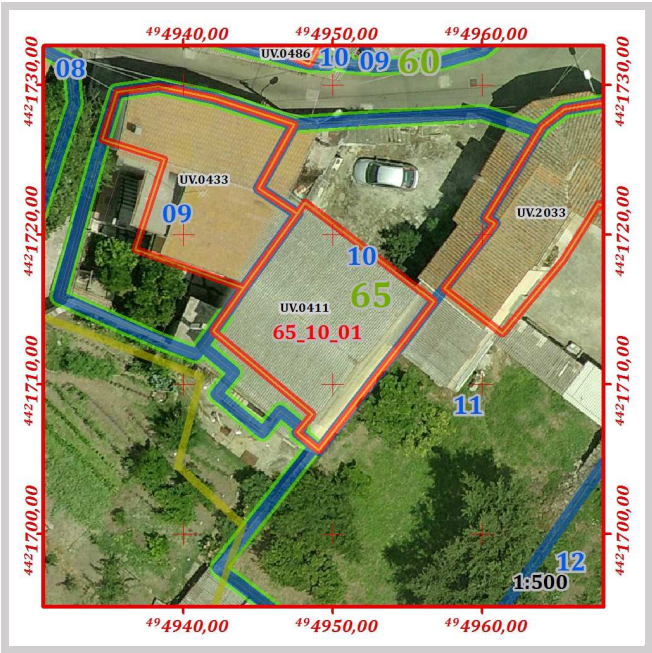 ⁴⁹4940,00 ⁴⁹4950,00 ⁴⁹4960,00
⁴⁴²1730,00 ⁴⁴²1730,00
UV.0486 10 09 60
08
UV.0433
⁴⁴²1720,00 ⁴⁴²1720,00
09 UV.2033
10
UV.0411 65
65_10_01
⁴⁴²1710,00 ⁴⁴²1710,00
11
⁴⁴²1700,00 ⁴⁴²1700,00
12
1:500
⁴⁹4940,00 ⁴⁹4950,00 ⁴⁹4960,00